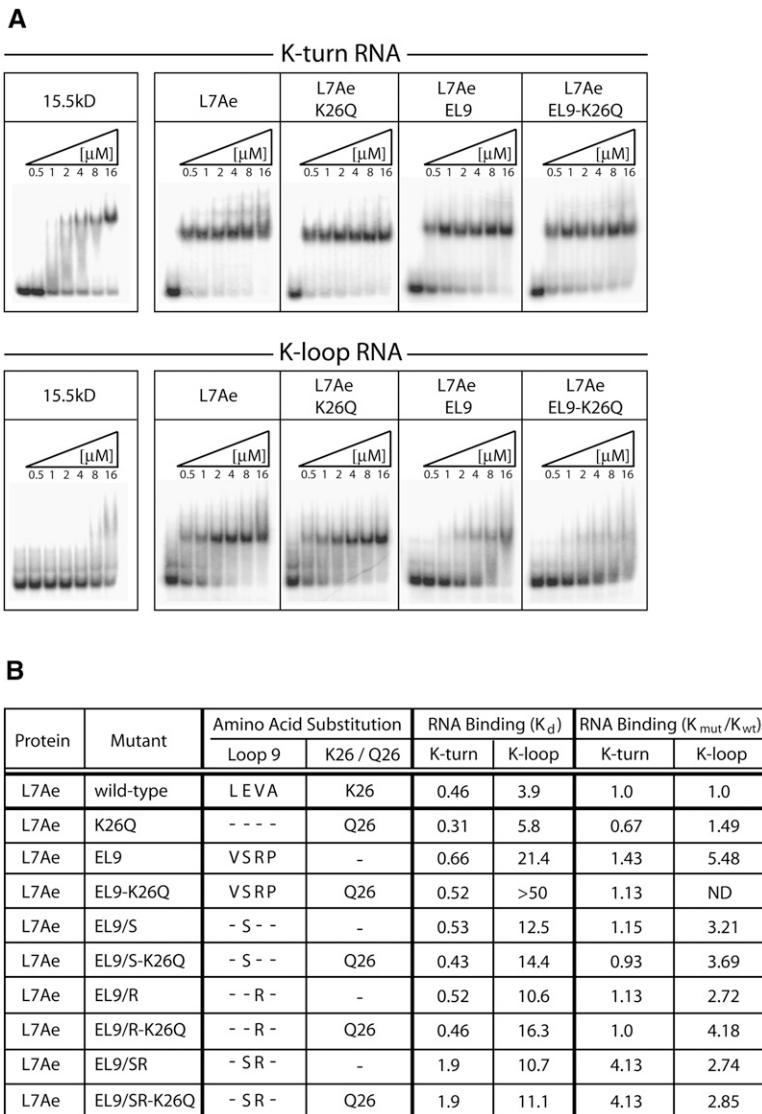 A
K-turn RNA
15.5kD L7Ae L7Ae K26Q L7Ae EL9 L7Ae EL9-K26Q
[μM] [μM] [μM] [μM] [μM]
0.5 1 2 4 8 16 0.5 1 2 4 8 16 0.5 1 2 4 8 16 0.5 1 2 4 8 16 0.5 1 2 4 8 16
K-loop RNA
15.5kD L7Ae L7Ae K26Q L7Ae EL9 L7Ae EL9-K26Q
[μM] [μM] [μM] [μM] [μM]
0.5 1 2 4 8 16 0.5 1 2 4 8 16 0.5 1 2 4 8 16 0.5 1 2 4 8 16 0.5 1 2 4 8 16
B
Protein Mutant Amino Acid Substitution RNA Binding (Kd) RNA Binding (Kmut/Kwt)
Loop 9 K26 / Q26 K-turn K-loop K-turn K-loop
L7Ae wild-type L E V A K26 0.46 3.9 1.0 1.0
L7Ae K26Q - - - - Q26 0.31 5.8 0.67 1.49
L7Ae EL9 V S R P - 0.66 21.4 1.43 5.48
L7Ae EL9-K26Q V S R P Q26 0.52 >50 1.13 ND
L7Ae EL9/S - S - - - 0.53 12.5 1.15 3.21
L7Ae EL9/S-K26Q - S - - Q26 0.43 14.4 0.93 3.69
L7Ae EL9/R - - R - - 0.52 10.6 1.13 2.72
L7Ae EL9/R-K26Q - - R - Q26 0.46 16.3 1.0 4.18
L7Ae EL9/SR - S R - - 1.9 10.7 4.13 2.74
L7Ae EL9/SR-K26Q - S R - Q26 1.9 11.1 4.13 2.85